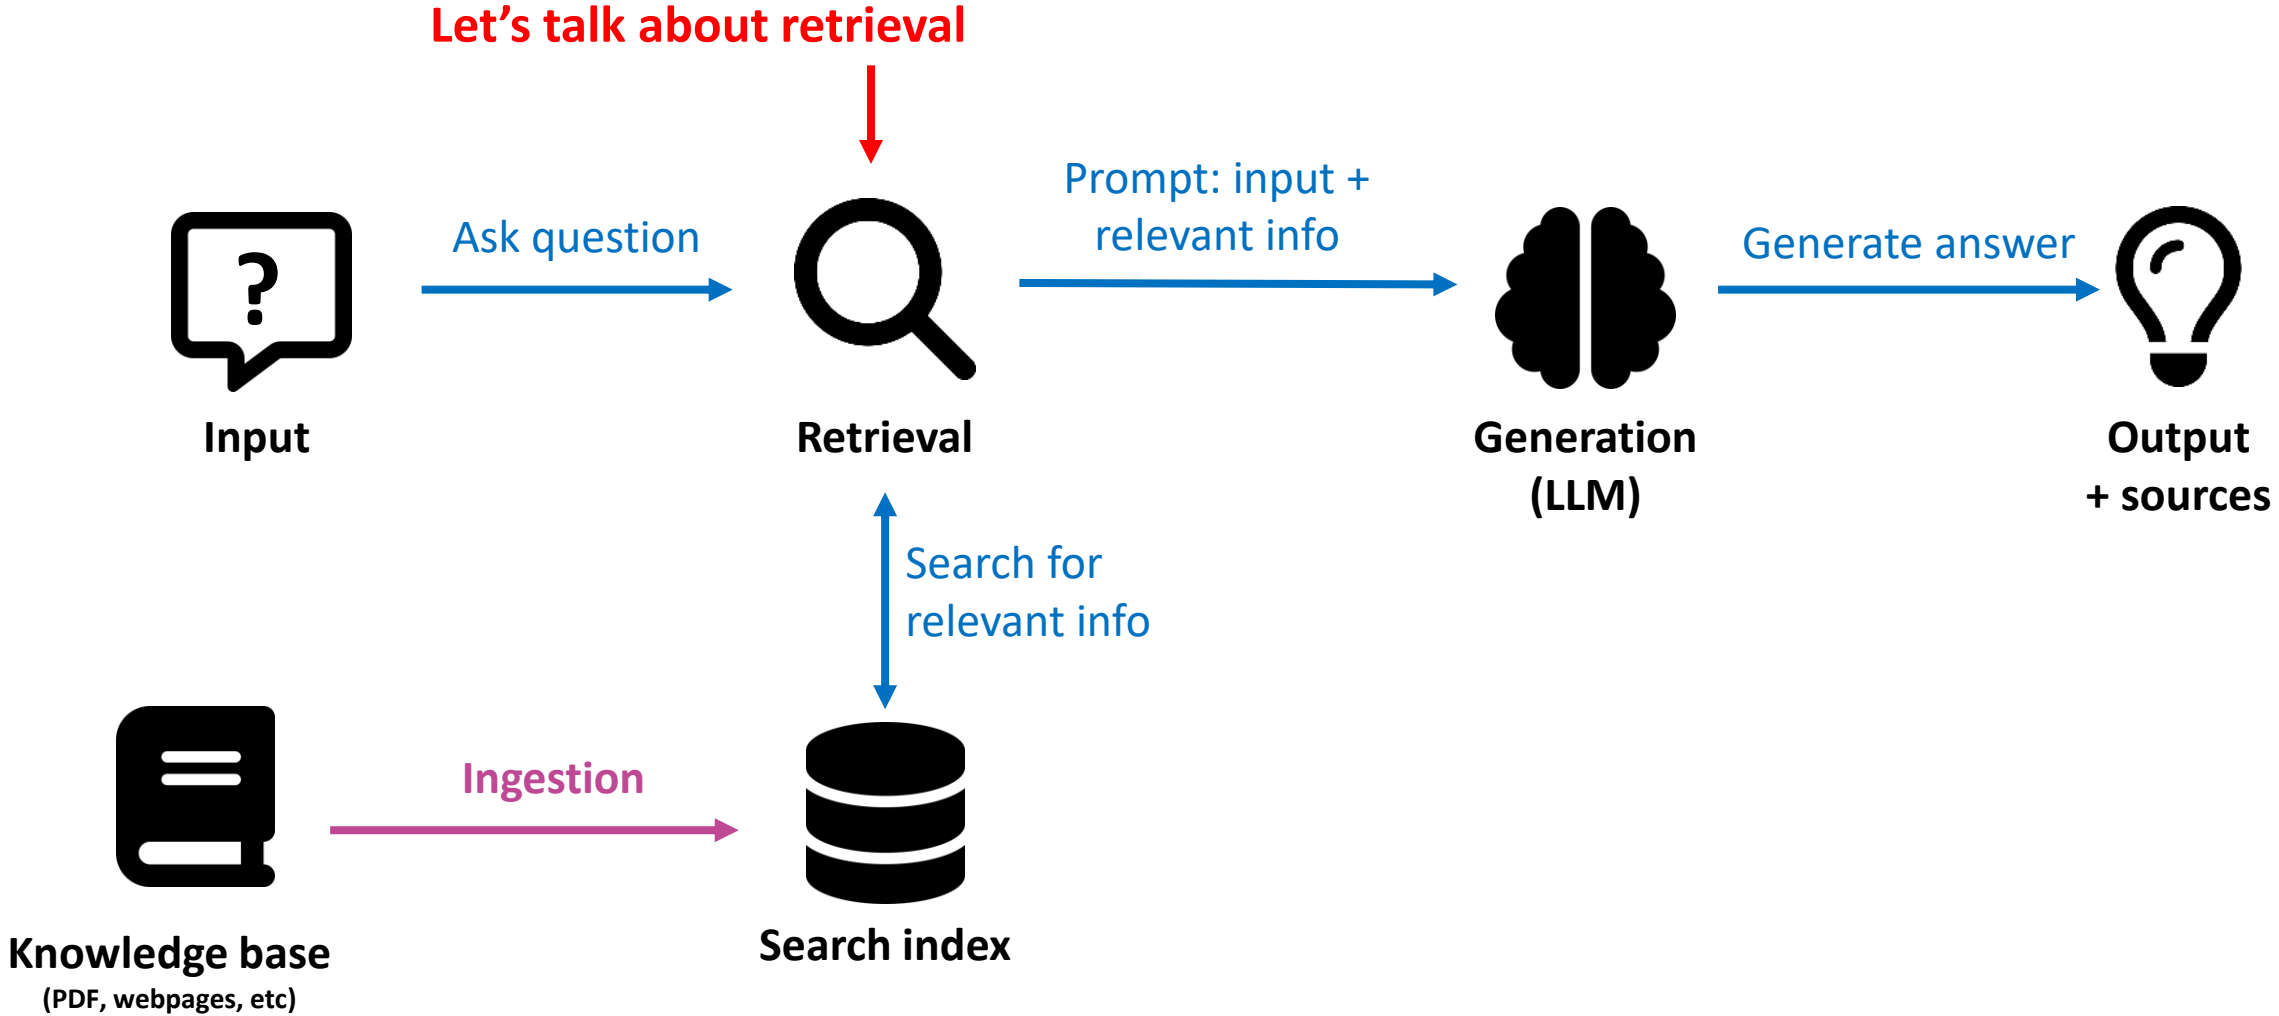 Let’s talk about retrieval
Ask question
Prompt: input +
relevant info
Generate answer
?
Input
Retrieval
Generation
(LLM)
Output
+ sources
Search for
relevant info
Ingestion
Knowledge base
(PDF, webpages, etc)
Search index